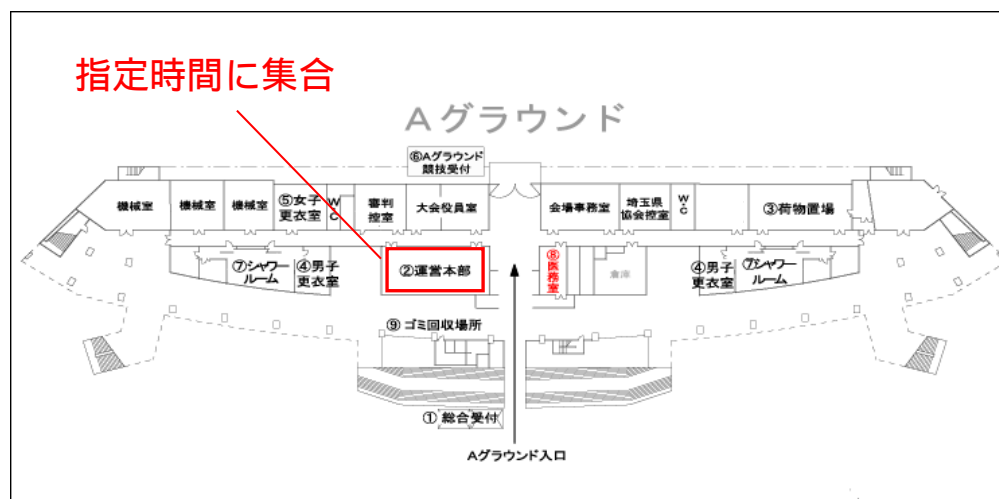 指定時間に集合
Aグラウンド
⑥Aグラウンド
競技受付
機械室
機械室
機械室
⑤女子
更衣室
W・C
審判
控室
大会役員室
会場事務室
埼玉県
協会控室
W・C
③荷物置場
⑦シャワー
ルーム
④男子
更衣室
②運営本部
⑧医務室
倉庫
④男子
更衣室
⑦シャワー
ルーム
⑨ ゴミ回収場所
① 総合受付
Aグラウンド入口